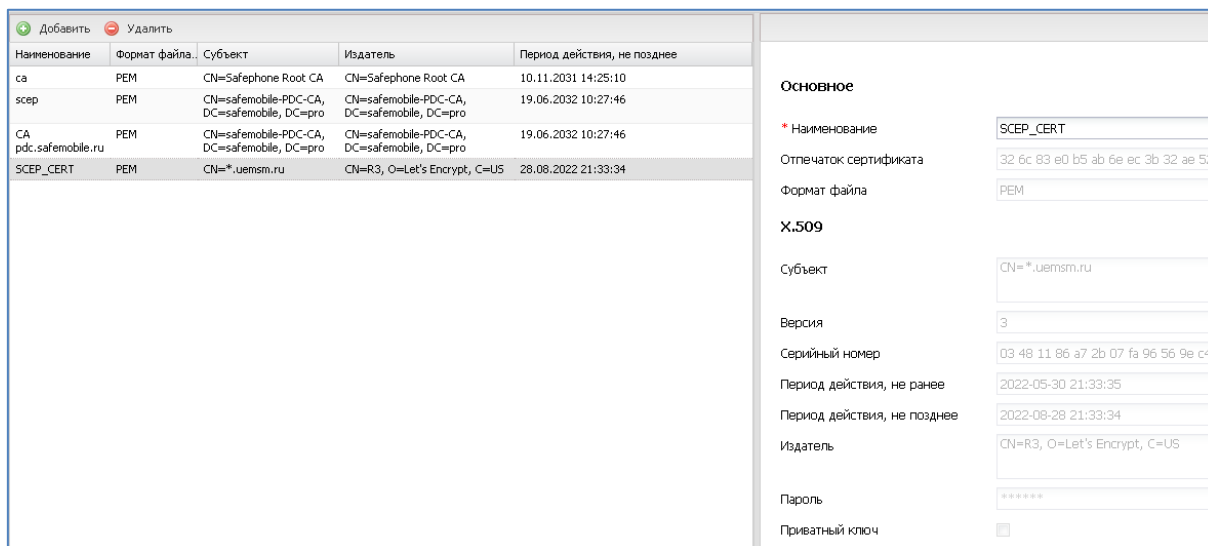 Добавить Удалить
Наименование Формат файла.. Субъект Издатель Период действия, не позднее
ca PEM CN=Safephone Root CA CN=Safephone Root CA 10.11.2031 14:25:10
scep PEM CN=safemobile-PDC-CA, CN=safemobile-PDC-CA, 19.06.2032 10:27:46
DC=safemobile, DC=pro DC=safemobile, DC=pro
CA PEM CN=safemobile-PDC-CA, CN=safemobile-PDC-CA, 19.06.2032 10:27:46
pdc.safemobile.ru DC=safemobile, DC=pro DC=safemobile, DC=pro
SCEP_CERT PEM CN=*.uemsm.ru CN=R3, O=Let's Encrypt, C=US 28.08.2022 21:33:34
Основное
* Наименование SCEP_CERT
Отпечаток сертификата 32 6c 83 e0 b5 ab 6e ec 3b 32 ae 52
Формат файла PEM
X.509
Субъект CN=*.uemsm.ru
Версия 3
Серийный номер 03 48 11 86 a7 2b 07 fa 96 56 9e c4
Период действия, не ранее 2022-05-30 21:33:35
Период действия, не позднее 2022-08-28 21:33:34
Издатель CN=R3, O=Let's Encrypt, C=US
Пароль ******
Приватный ключ